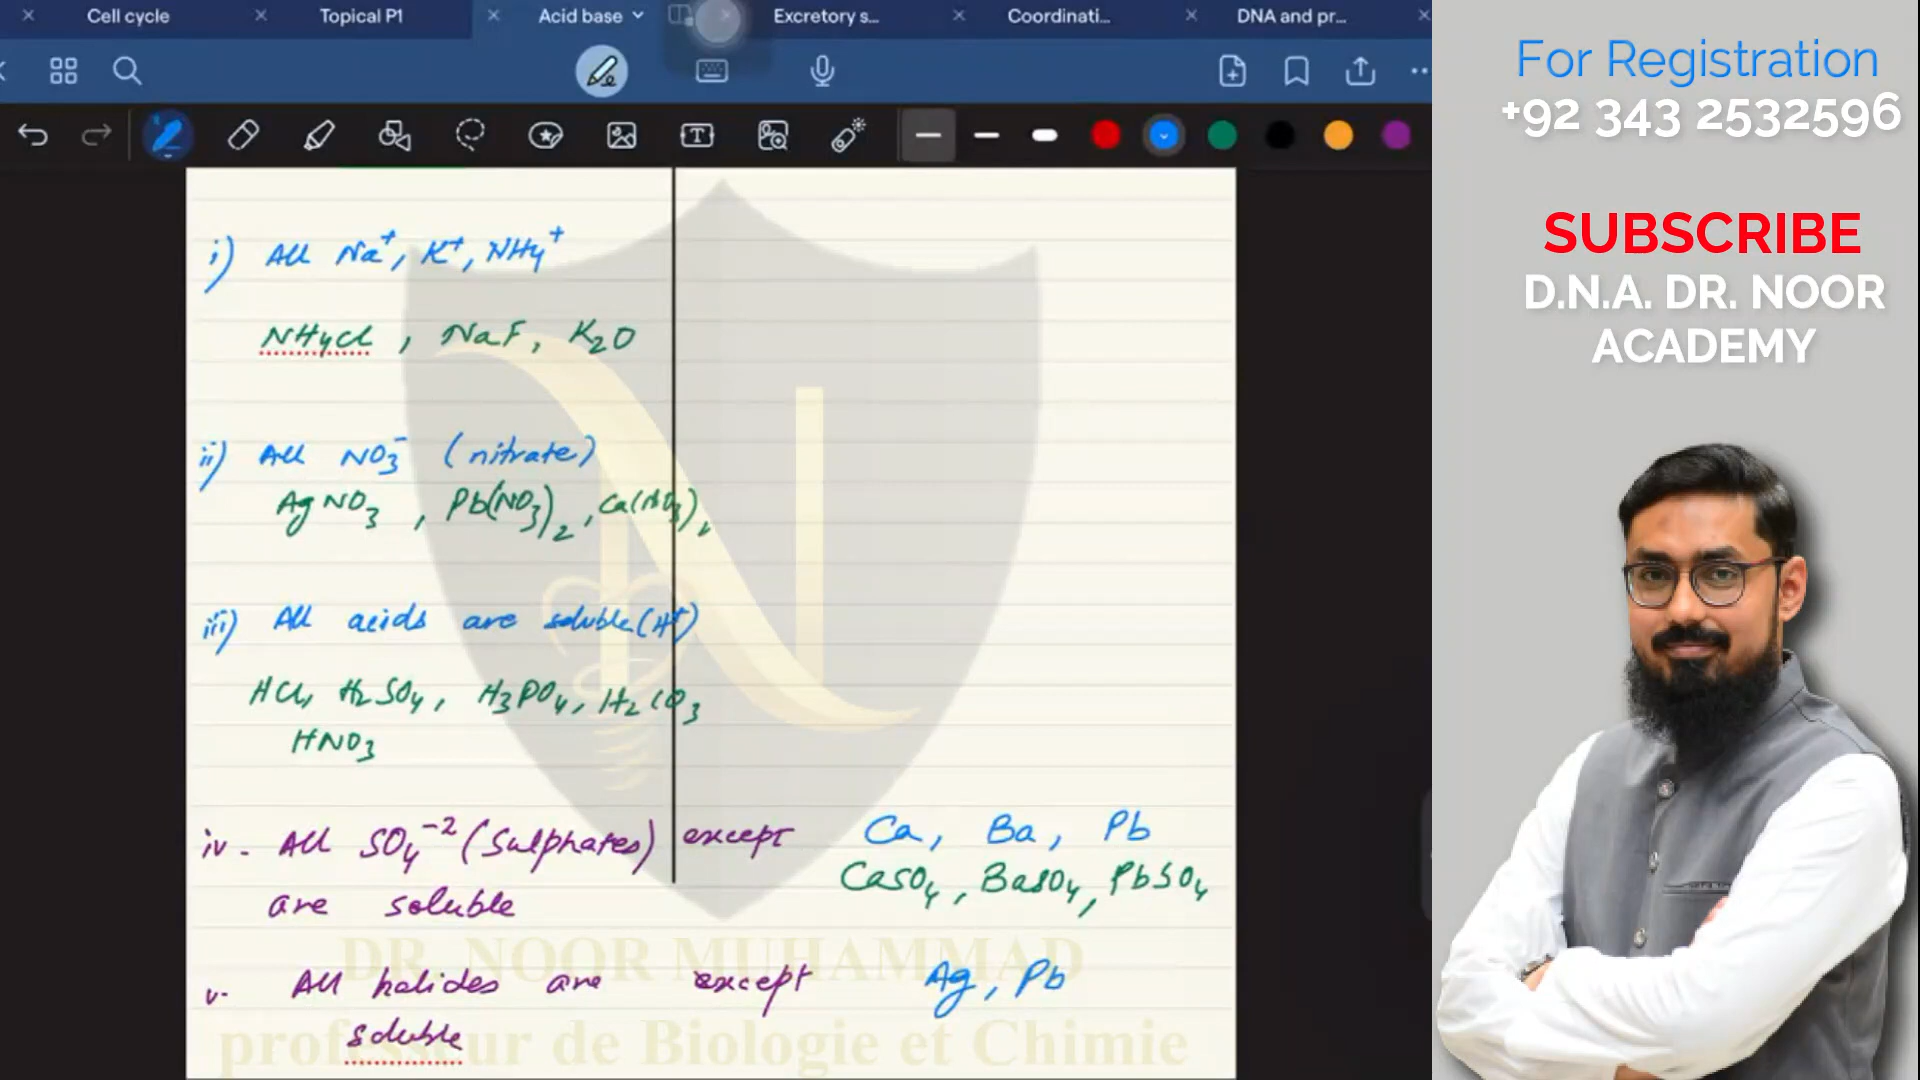 Cell cycle
Topical P1
Acid base
Excretory s...
Coordinati...
DNA and pr...
For Registration
+92 343 2532596
SUBSCRIBE
D.N.A. DR. NOOR
ACADEMY
i) All Na⁺, K⁺, NH₄⁺
NH₄Cl, NaF, K₂O
ii) All NO₃⁻ (nitrate)
AgNO₃, Pb(NO₃)₂, Ca(NO₃)₂
iii) All acids are soluble (H⁺)
HCl, H₂SO₄, H₃PO₄, H₂CO₃
HNO₃
iv. All SO₄⁻² (Sulphates) except Ca, Ba, Pb
are soluble CaSO₄, BaSO₄, PbSO₄
DR. NOOR MUHAMMAD
v. All halides are except Ag, Pb
soluble
professeur de Biologie et Chimie